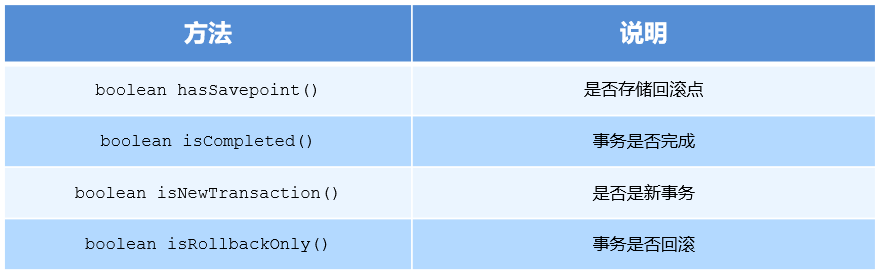 方法 说明
boolean hasSavepoint() 是否存储回滚点
boolean isCompleted() 事务是否完成
boolean isNewTransaction() 是否是新事务
boolean isRollbackOnly() 事务是否回滚